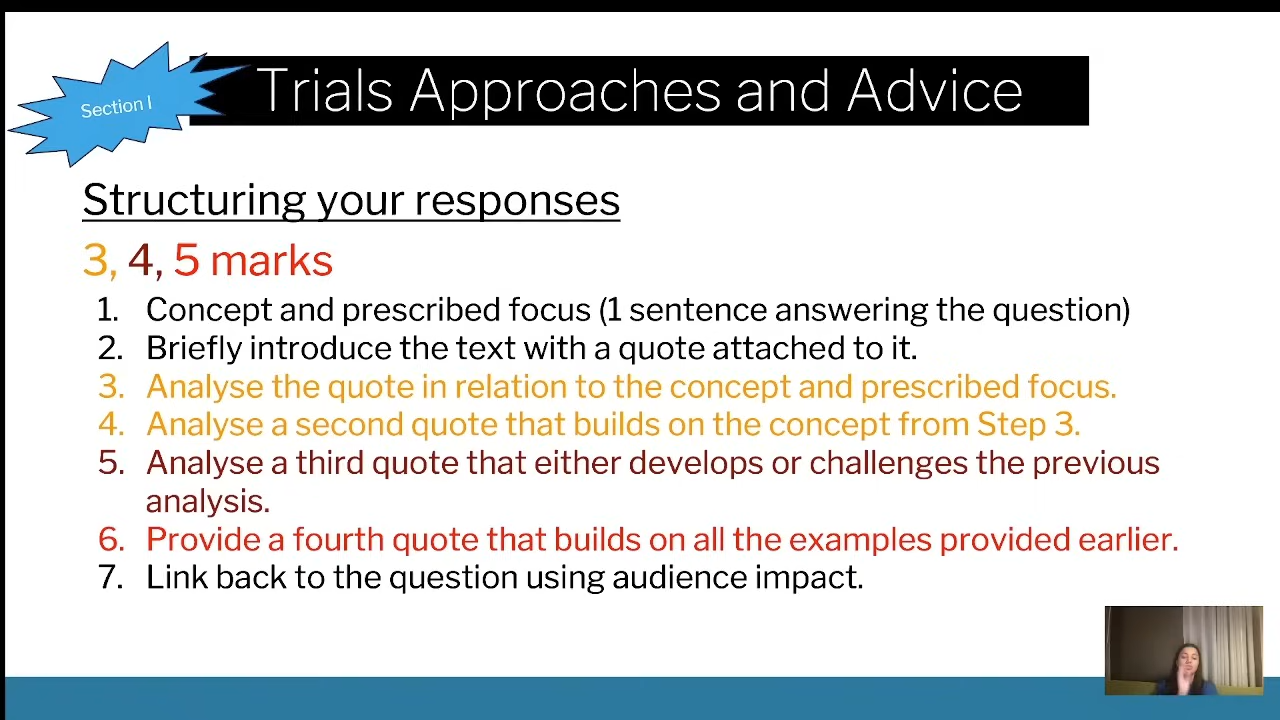 Section I
Trials Approaches and Advice
Structuring your responses
3, 4, 5 marks
1. Concept and prescribed focus (1 sentence answering the question)
2. Briefly introduce the text with a quote attached to it.
3. Analyse the quote in relation to the concept and prescribed focus.
4. Analyse a second quote that builds on the concept from Step 3.
5. Analyse a third quote that either develops or challenges the previous
analysis.
6. Provide a fourth quote that builds on all the examples provided earlier.
7. Link back to the question using audience impact.